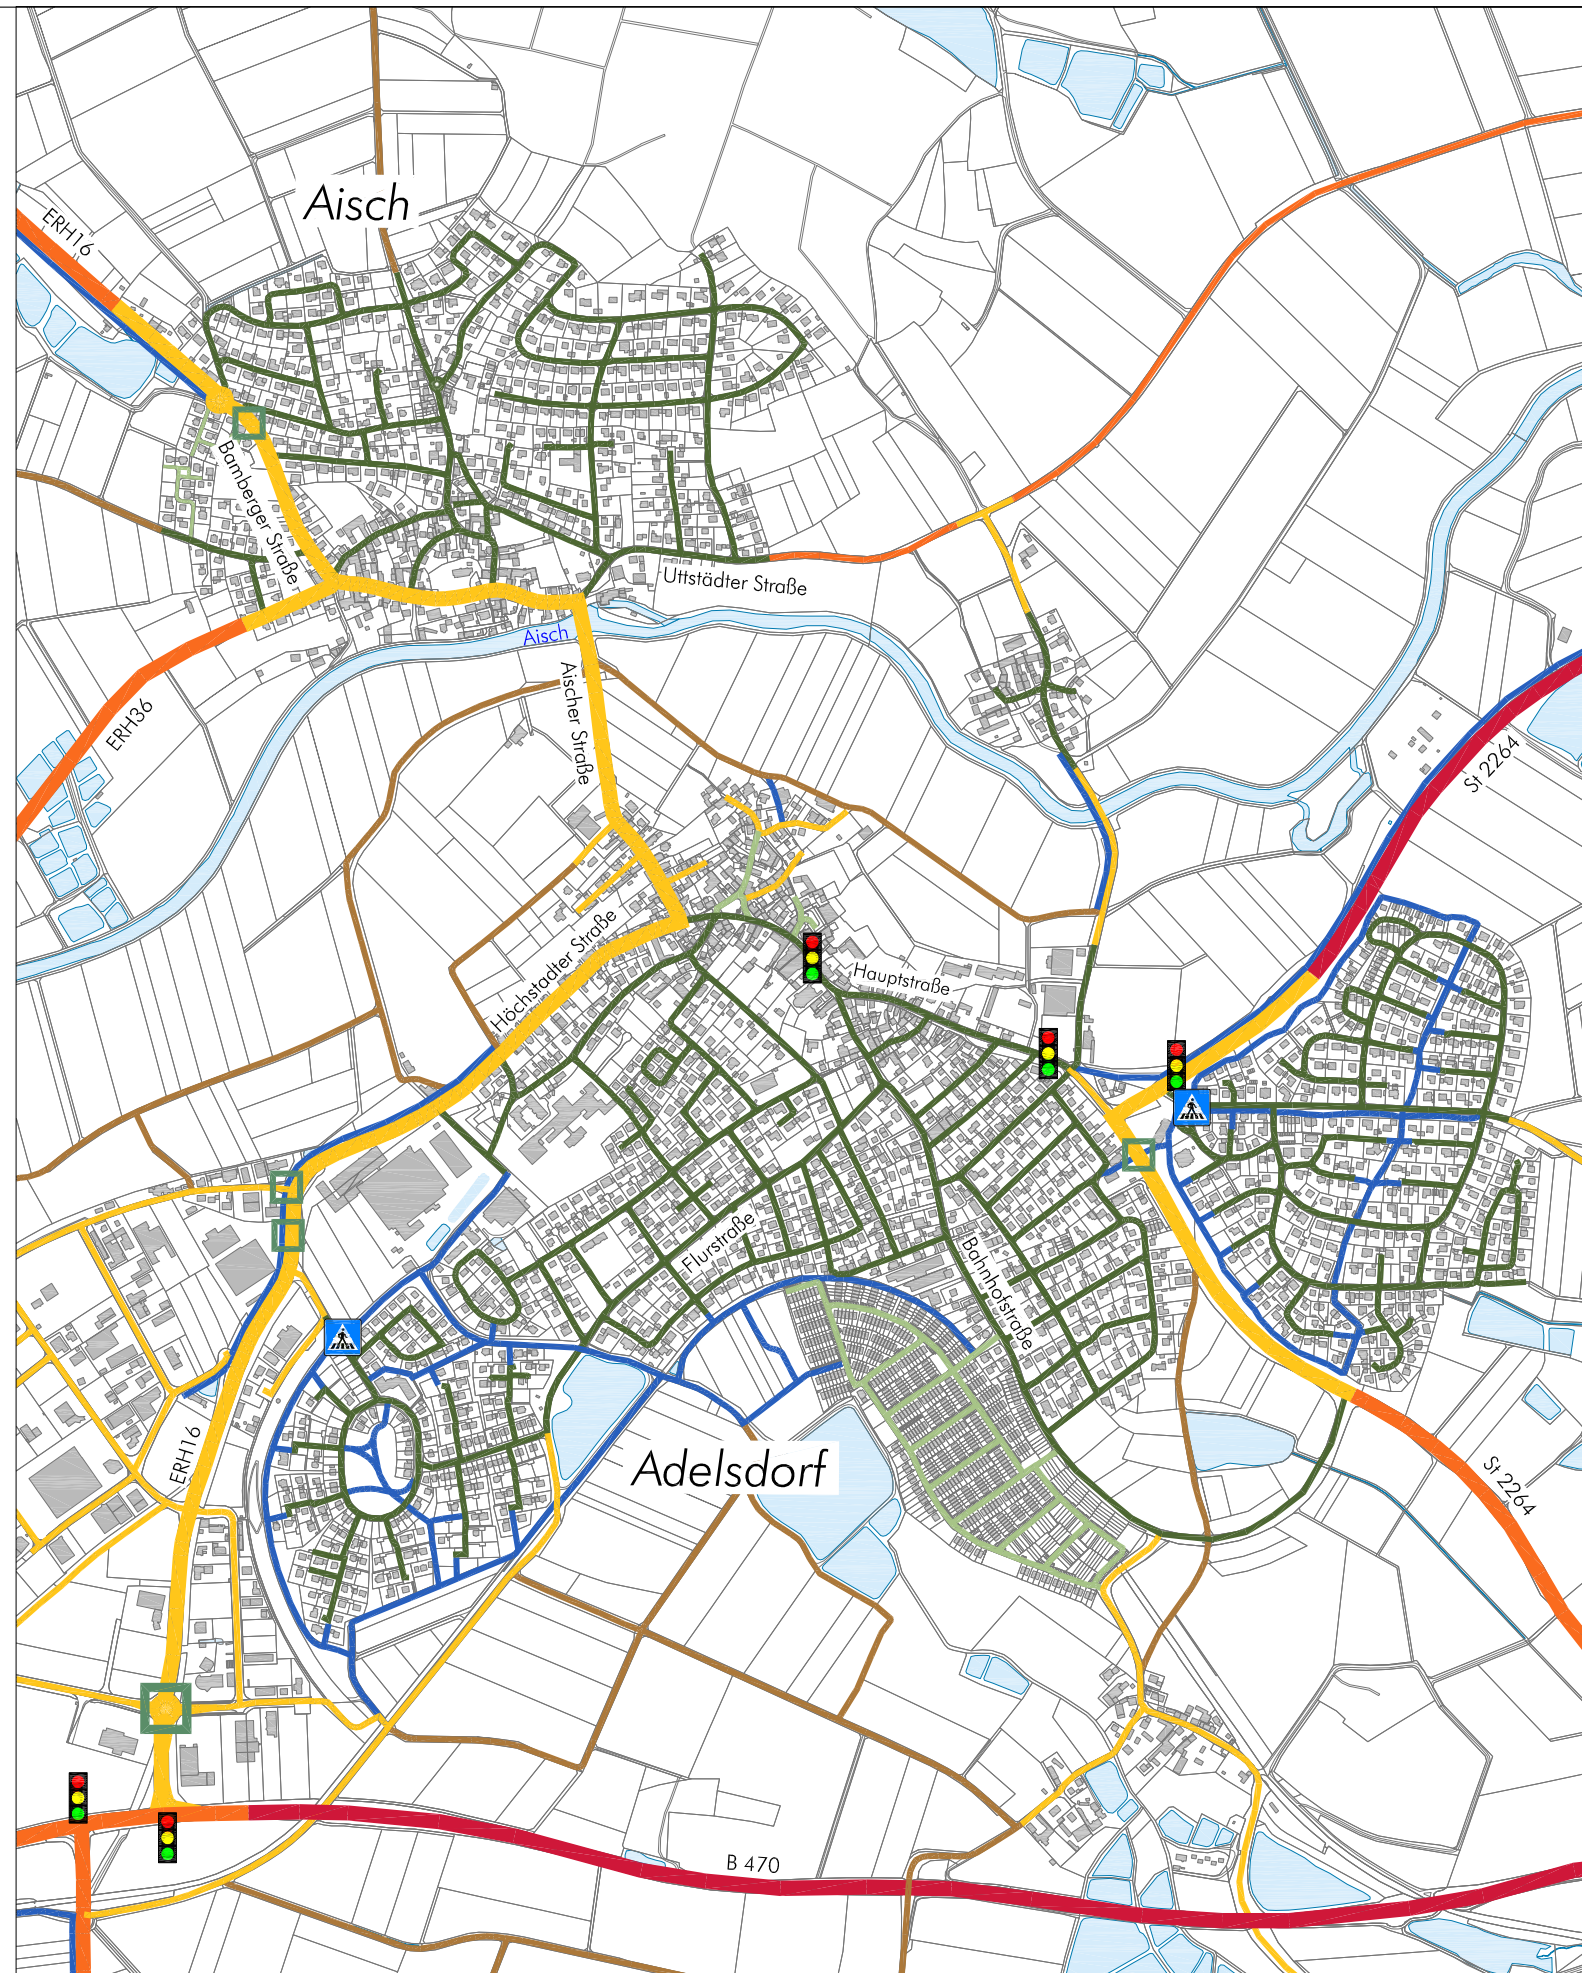 Aisch
ERH16
Bamberger Straße
Uttstädter Straße
Aisch
Aischer Straße
ERH36
St 2264
Höchstadter Straße
Hauptstraße
Flurstraße
Bahnhofstraße
ERH16
Adelsdorf
St 2264
B 470